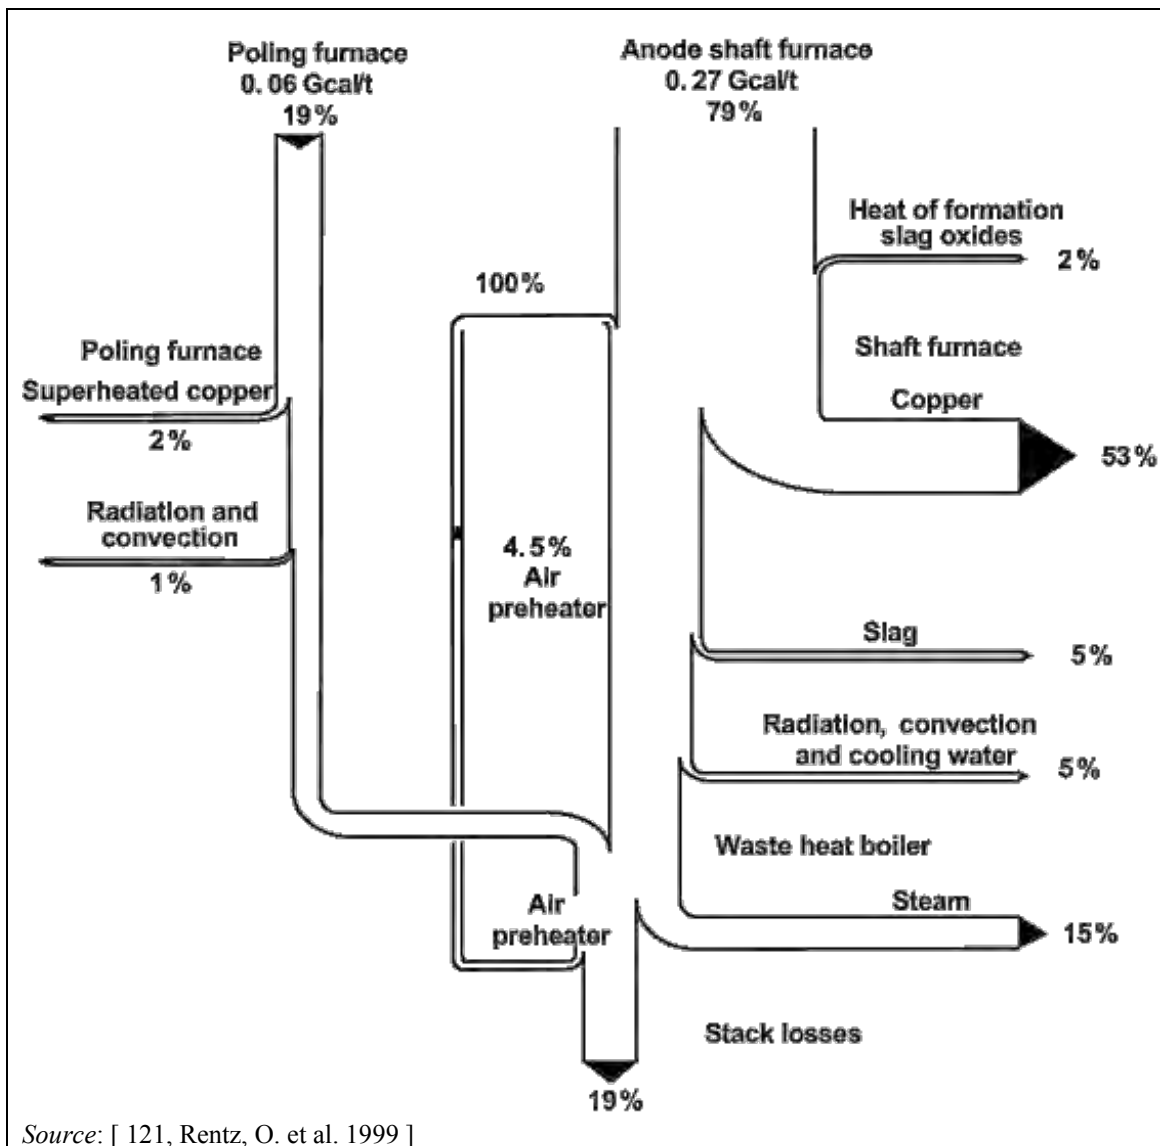 Poling furnace
0. 06 Gcal/t
19%
Anode shaft furnace
0. 27 Gcal/t
79%
Heat of formation
slag oxides
2%
100%
Poling furnace
Superheated copper
2%
Shaft furnace
Copper
53%
Radiation and
convection
1%
4. 5%
Air
preheater
Slag
5%
Radiation, convection
and cooling water
5%
Waste heat boiler
Air
preheater
Steam
15%
Stack losses
19%
Source: [ 121, Rentz, O. et al. 1999 ]